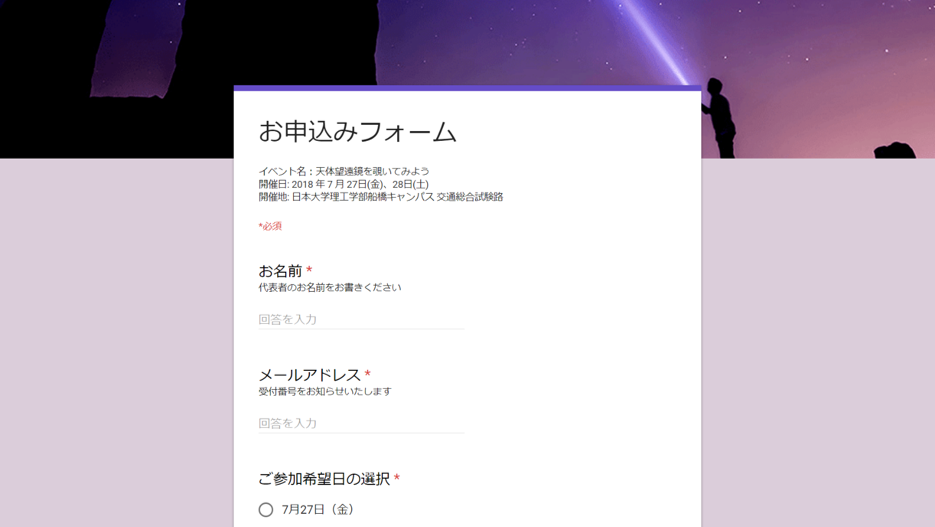 お申込みフォーム
イベント名：天体望遠鏡を覗いてみよう
開催日: 2018 年 7 月 27日(金)、28日(土)
開催地: 日本大学理工学部船橋キャンパス 交通総合試験路
*必須
お名前 *
代表者のお名前をお書きください
回答を入力
メールアドレス *
受付番号をお知らせいたします
回答を入力
ご参加希望日の選択 *
7月27日（金）